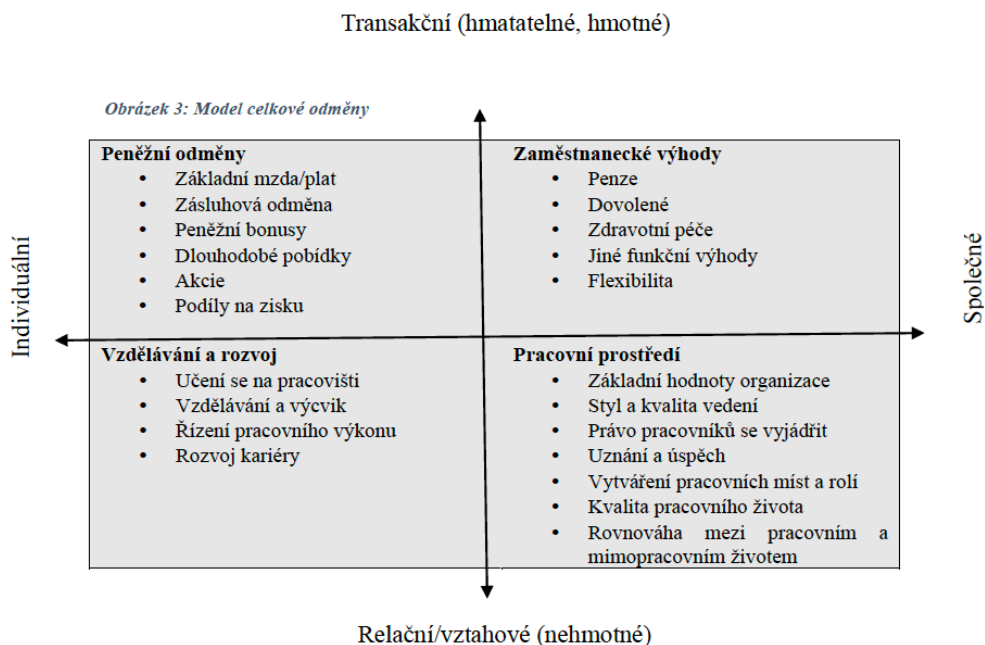 Transakční (hmatatelné, hmotné)
Obrázek 3: Model celkové odměny
Peněžní odměny
• Základní mzda/plat
• Zásluhová odměna
• Peněžní bonusy
• Dlouhodobé pobídky
• Akcie
• Podíly na zisku
Zaměstnanecké výhody
• Penze
• Dovolené
• Zdravotní péče
• Jiné funkční výhody
• Flexibilita
Individuální
Společné
Vzdělávání a rozvoj
• Učení se na pracovišti
• Vzdělávání a výcvik
• Řízení pracovního výkonu
• Rozvoj kariéry
Pracovní prostředí
• Základní hodnoty organizace
• Styl a kvalita vedení
• Právo pracovníků se vyjádřit
• Uznání a úspěch
• Vytváření pracovních míst a rolí
• Kvalita pracovního života
• Rovnováha mezi pracovním a
mimopracovním životem
Relační/vztahové (nehmotné)